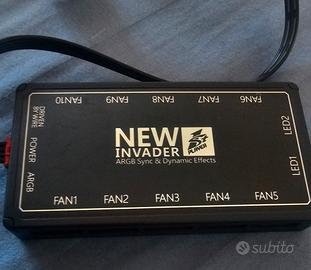 FAN10 FAN9 FAN8 FAN7 FAN6
DRIVEN
BY WIRE
POWER
ARGB
NEW
INVADER
PLAYER
ARGB Sync & Dynamic Effects
LED2
LED1
FAN1 FAN2 FAN3 FAN4 FAN5
subito